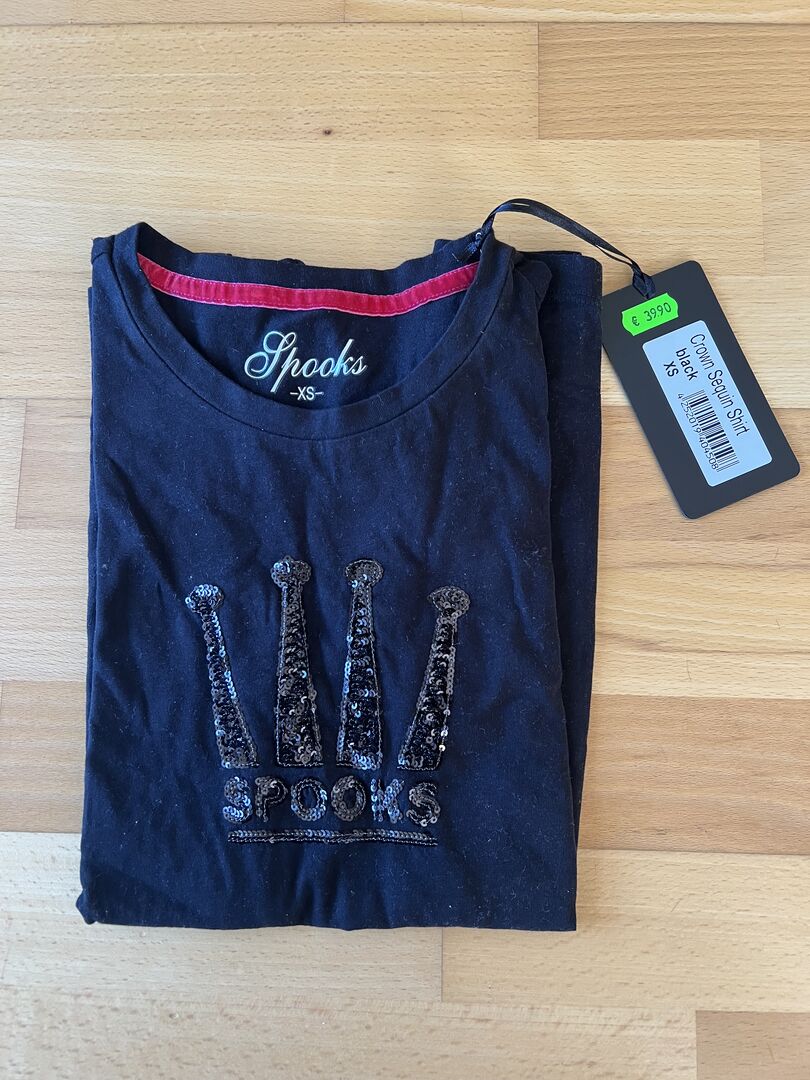 Spooks
-XS-
SPOOKS
€ 39.90
Crown Sequin Shirt
black
XS